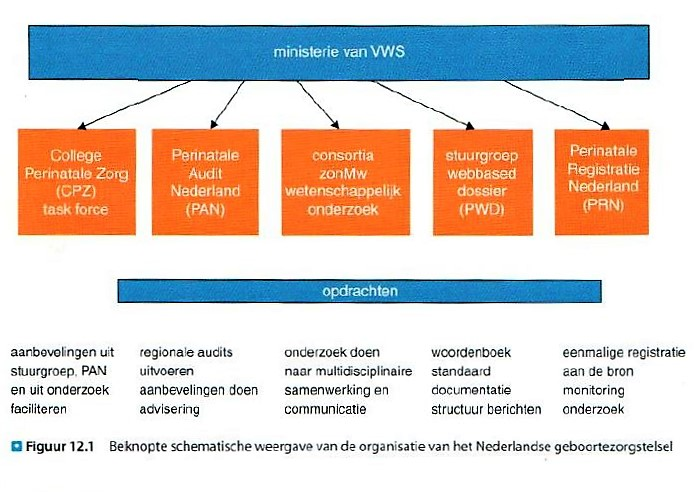 ministerie van VWS
College
Perinatale Zorg
(CPZ)
task force
Perinatale
Audit
Nederland
(PAN)
consortia
zonMw
wetenschappelijk
onderzoek
stuurgroep
webbased
dossier
(PWD)
Perinatale
Registratie
Nederland
(PRN)
opdrachten
aanbevelingen uit
stuurgroep, PAN
en uit onderzoek
faciliteren
regionale audits
uitvoeren
aanbevelingen doen
advisering
onderzoek doen
naar multidisciplinaire
samenwerking en
communicatie
woordenboek
standaard
documentatie
structuur berichten
eenmalige registratie
aan de bron
monitoring
onderzoek
Figuur 12.1 Beknopte schematische weergave van de organisatie van het Nederlandse geboortezorgstelsel